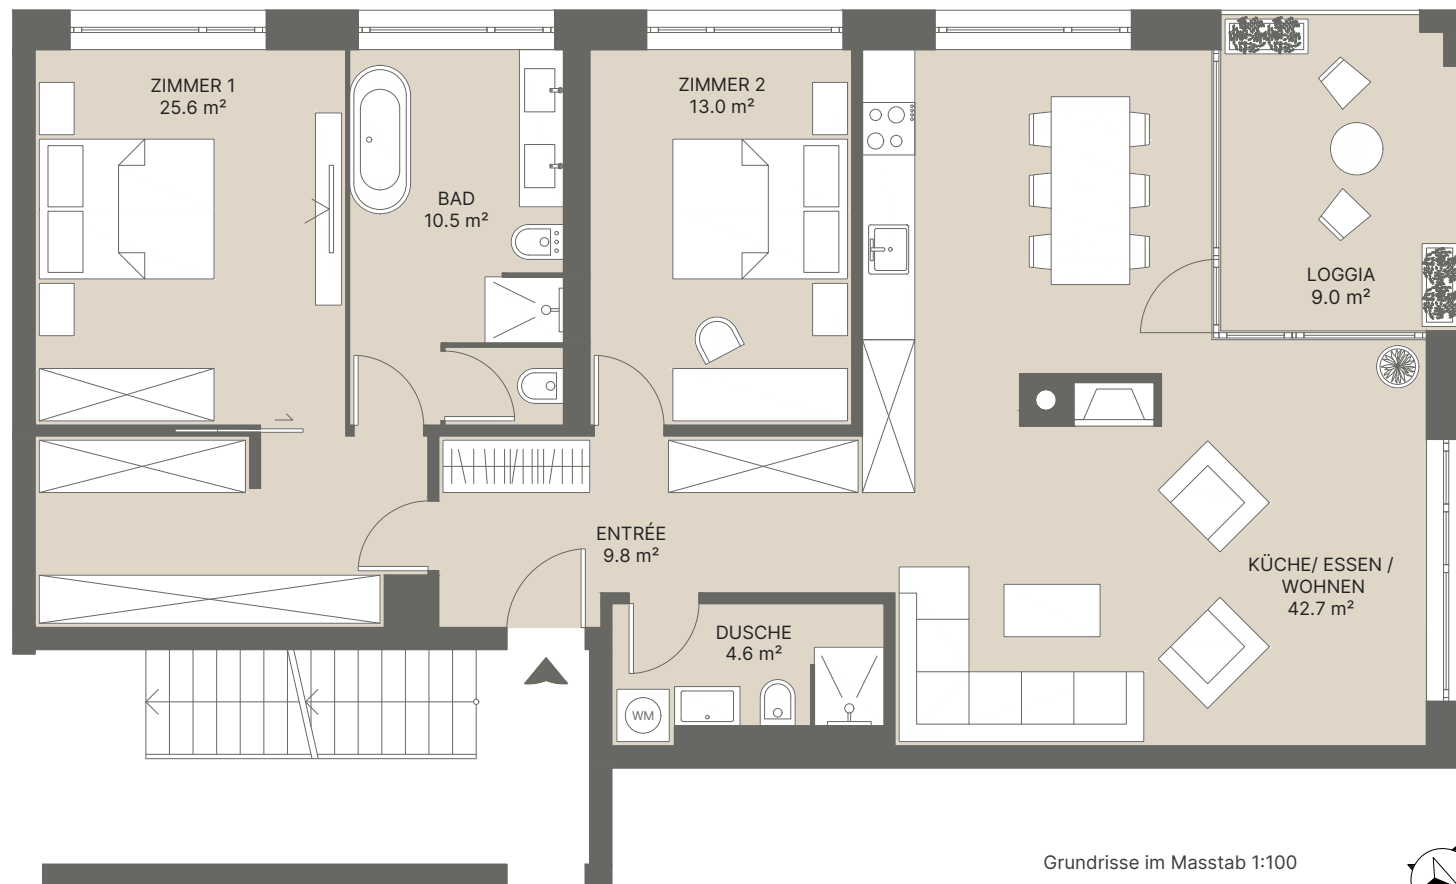 ZIMMER 1
25.6 m²
BAD
10.5 m²
ZIMMER 2
13.0 m²
LOGGIA
9.0 m²
ENTRÉE
9.8 m²
KÜCHE/ ESSEN /
WOHNEN
42.7 m²
DUSCHE
4.6 m²
WM
Grundrisse im Masstab 1:100